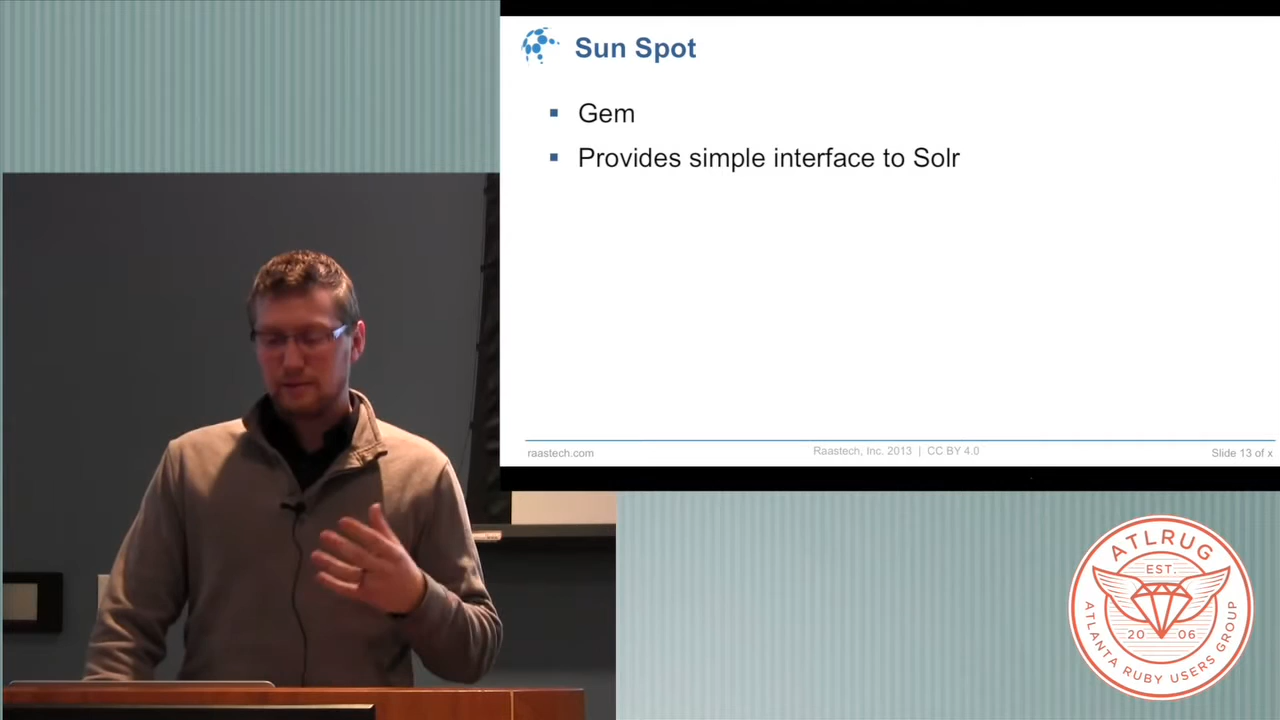 Sun Spot
Gem
Provides simple interface to Solr
raastech.com
Raastech, Inc. 2013 | CC BY 4.0
Slide 13 of x
ATLRUG
EST.
20 06
ATLANTA RUBY USERS GROUP